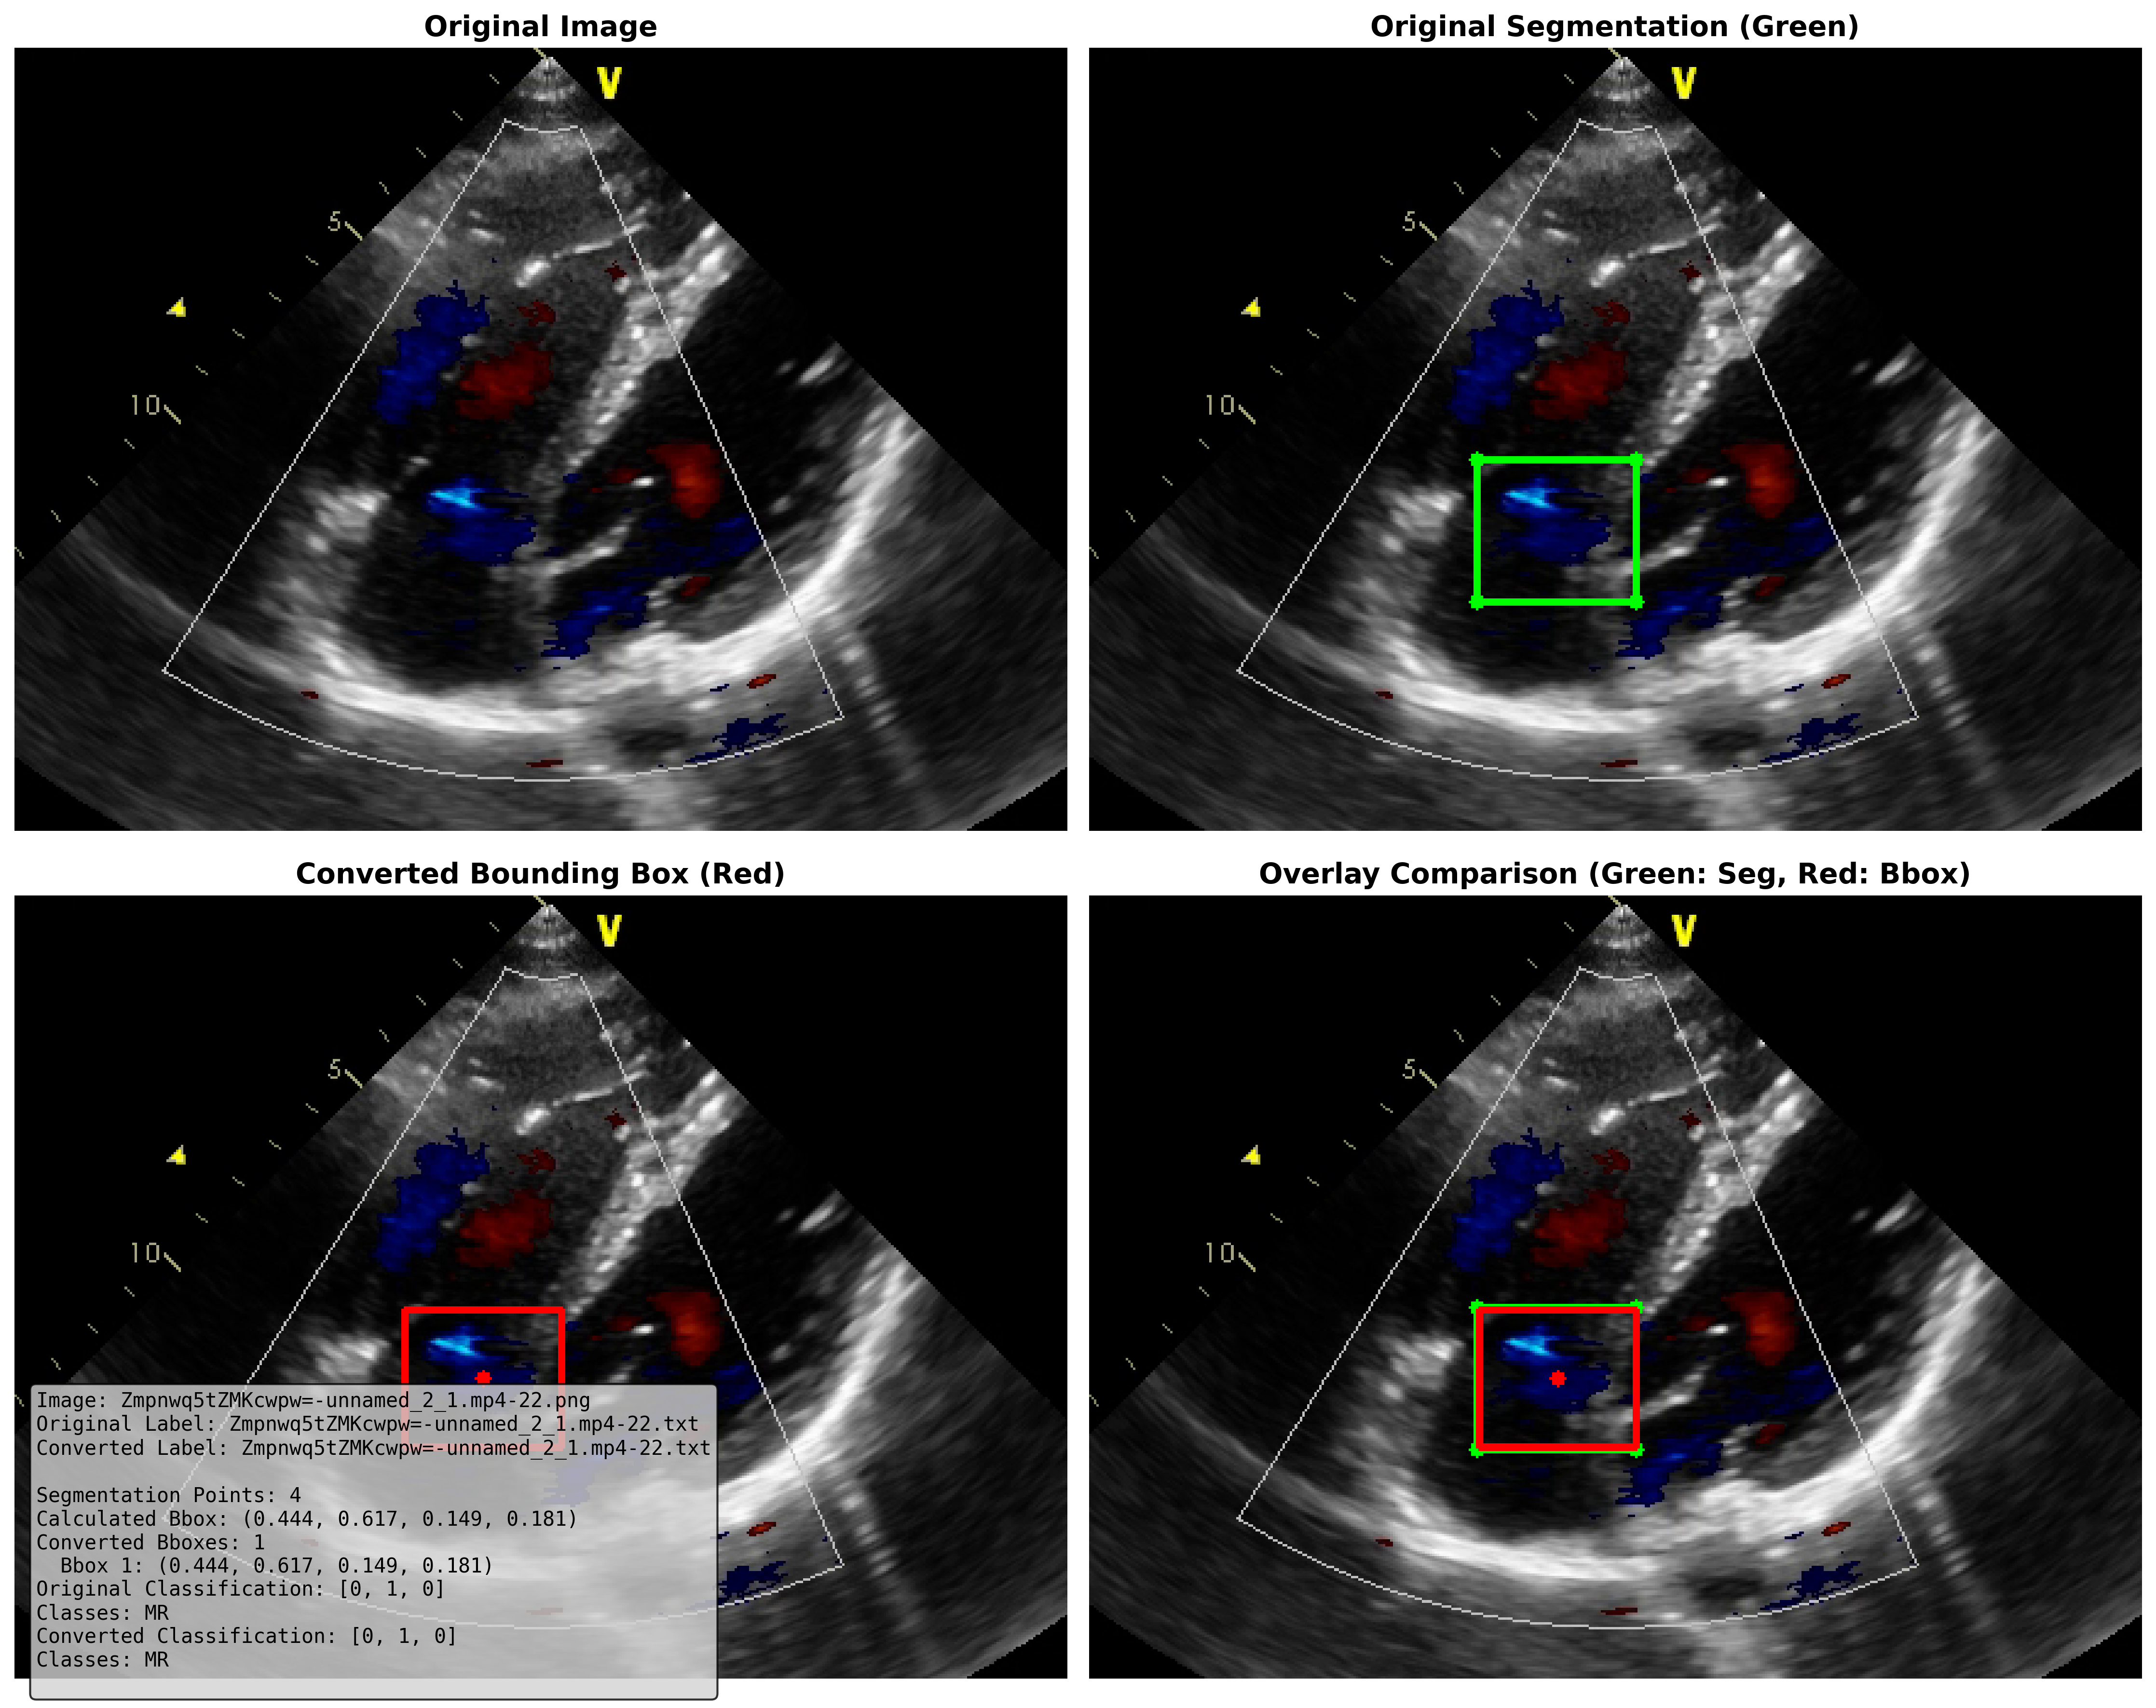 Original Image
Original Segmentation (Green)
V
5
10
V
5
10
Converted Bounding Box (Red)
Overlay Comparison (Green: Seg, Red: Bbox)
V
5
10
V
5
10
Image: Zmpnwq5tZMKcwpw=-unnamed_2_1.mp4-22.png
Original Label: Zmpnwq5tZMKcwpw=-unnamed_2_1.mp4-22.txt
Converted Label: Zmpnwq5tZMKcwpw=-unnamed_2_1.mp4-22.txt
Segmentation Points: 4
Calculated Bbox: (0.444, 0.617, 0.149, 0.181)
Converted Bboxes: 1
Bbox 1: (0.444, 0.617, 0.149, 0.181)
Original Classification: [0, 1, 0]
Classes: MR
Converted Classification: [0, 1, 0]
Classes: MR